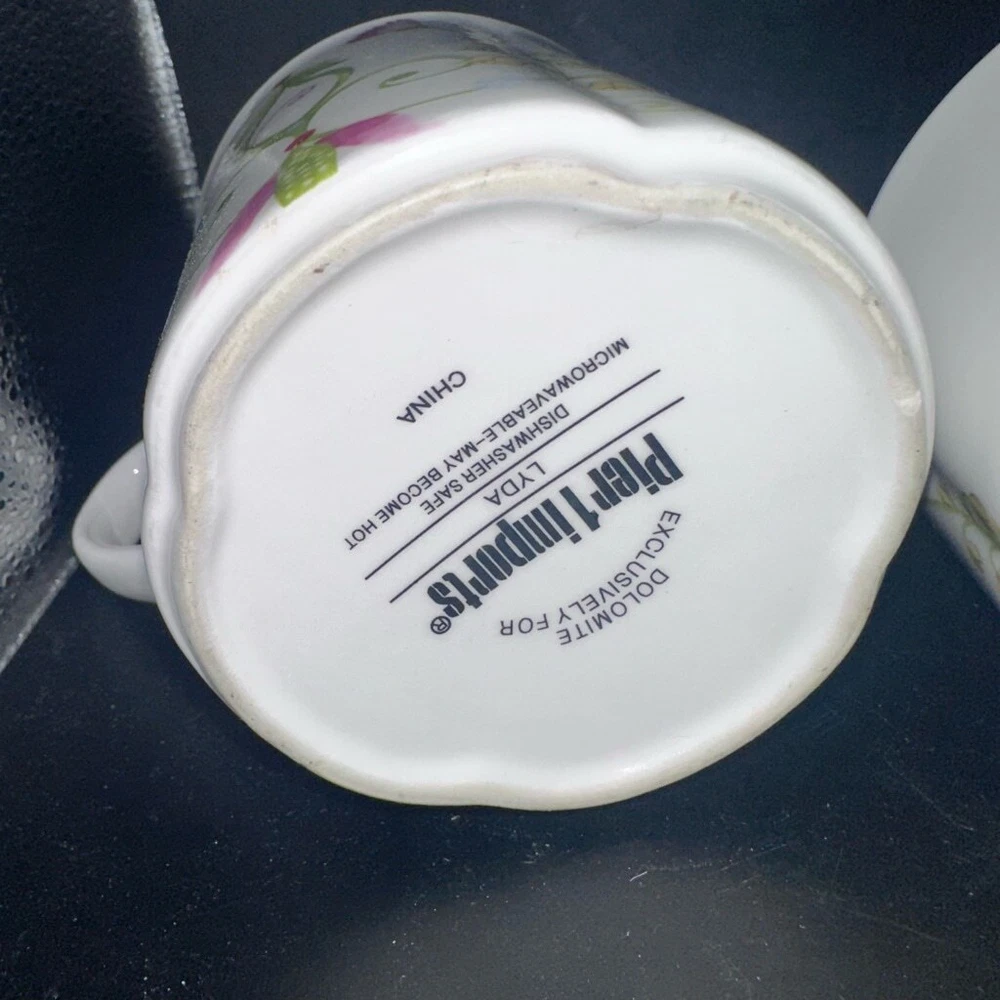 DOLOMITE
EXCLUSIVELY FOR
Pier 1 imports®
LYDA
DISHWASHER SAFE
MICROWAVEABLE-MAY BECOME HOT
CHINA